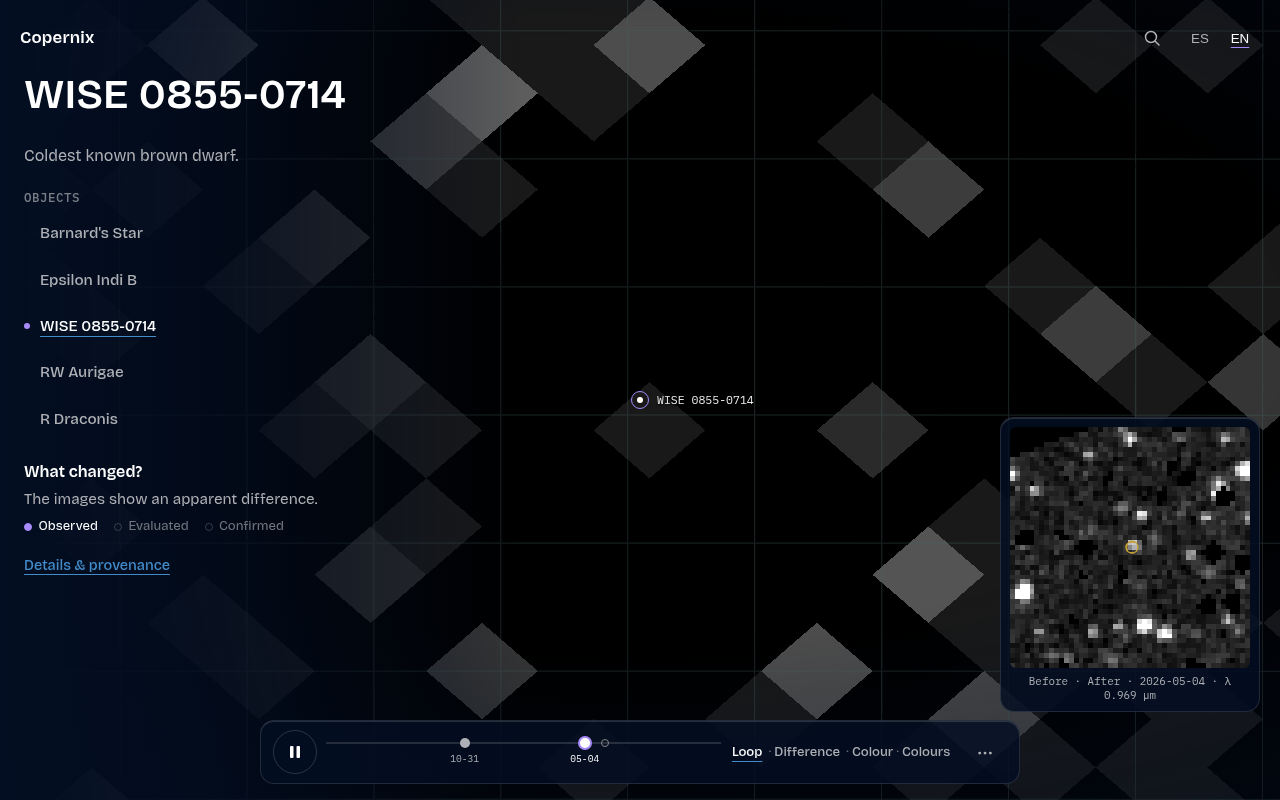 Copernix
ES
EN
WISE 0855-0714
Coldest known brown dwarf.
OBJECTS
Barnard's Star
Epsilon Indi B
WISE 0855-0714
RW Aurigae
R Draconis
What changed?
The images show an apparent difference.
Observed
Evaluated
Confirmed
Details & provenance
WISE 0855-0714
Before · After · 2026-05-04 · λ
0.969 µm
10-31
05-04
Loop · Difference · Colour · Colours